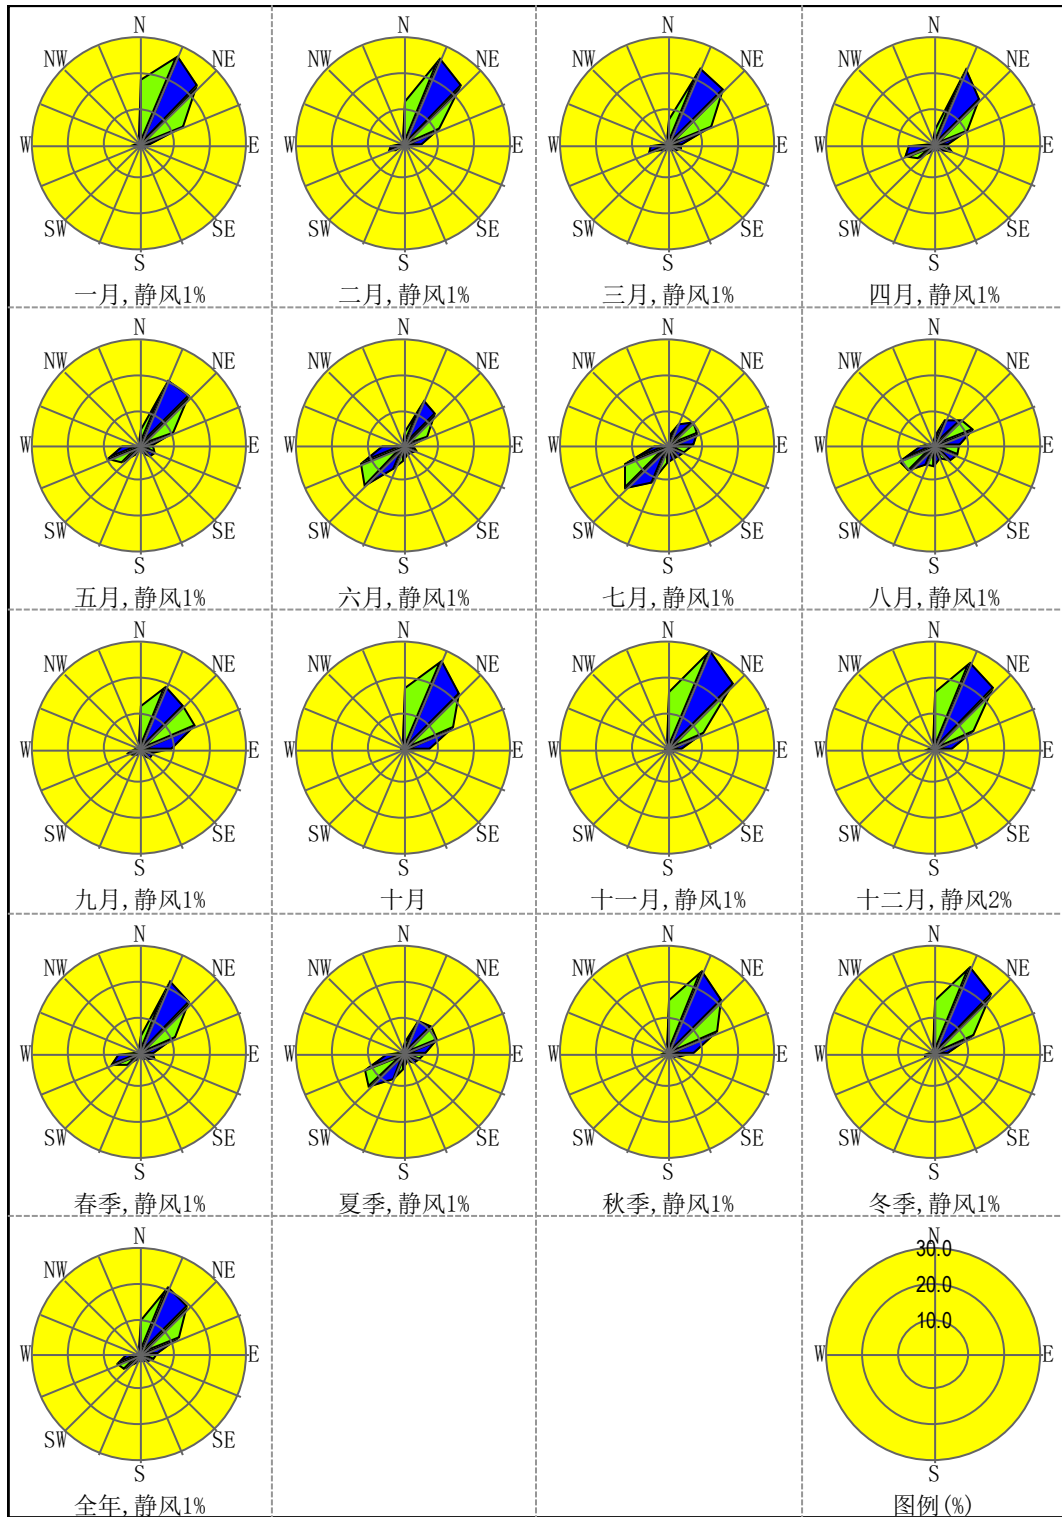 N
NW NE
W E
SW SE
S
一月,静风1%
N
NW NE
W E
SW SE
S
二月,静风1%
N
NW NE
W E
SW SE
S
三月,静风1%
N
NW NE
W E
SW SE
S
四月,静风1%
N
NW NE
W E
SW SE
S
五月,静风1%
N
NW NE
W E
SW SE
S
六月,静风1%
N
NW NE
W E
SW SE
S
七月,静风1%
N
NW NE
W E
SW SE
S
八月,静风1%
N
NW NE
W E
SW SE
S
九月,静风1%
N
NW NE
W E
SW SE
S
十月
N
NW NE
W E
SW SE
S
十一月,静风1%
N
NW NE
W E
SW SE
S
十二月,静风2%
N
NW NE
W E
SW SE
S
春季,静风1%
N
NW NE
W E
SW SE
S
夏季,静风1%
N
NW NE
W E
SW SE
S
秋季,静风1%
N
NW NE
W E
SW SE
S
冬季,静风1%
N
NW NE
W E
SW SE
S
全年,静风1%
N
30.0
20.0
10.0
W E
S
图例(%)